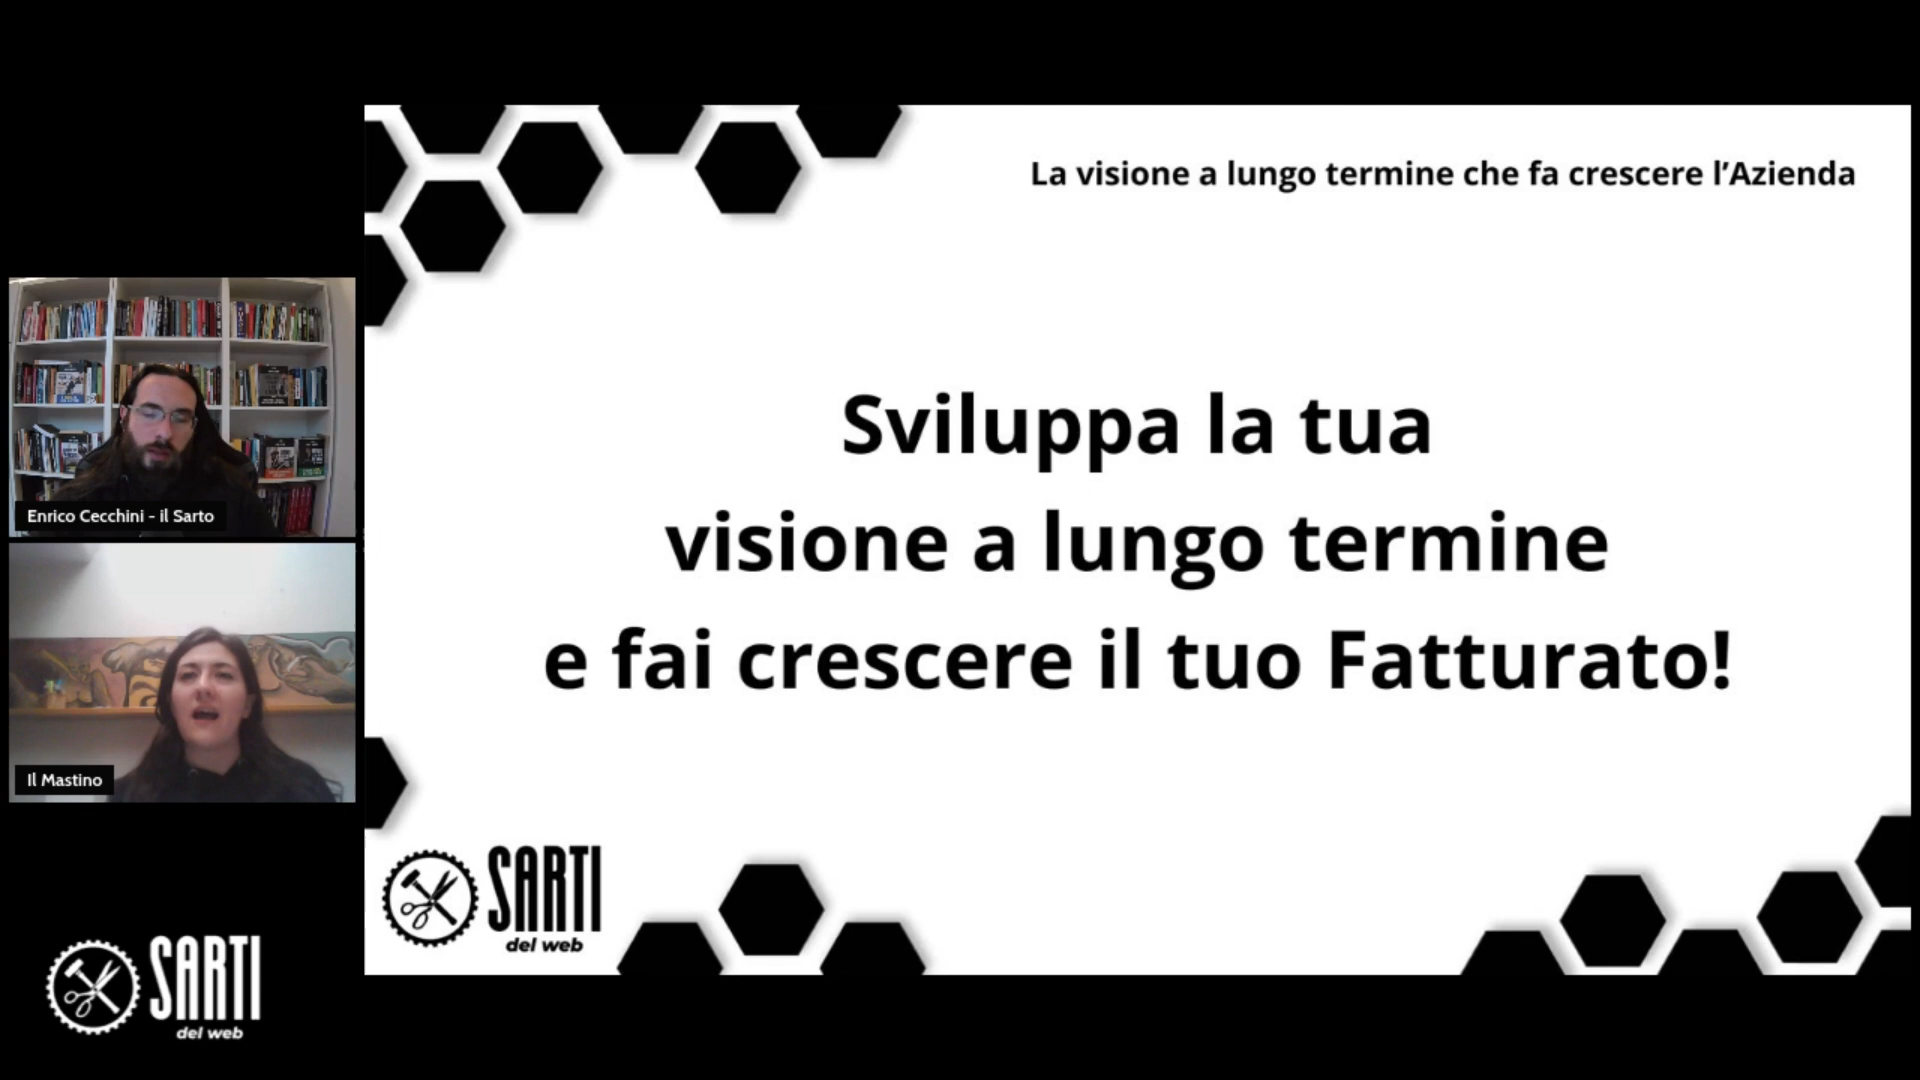 La visione a lungo termine che fa crescere l'Azienda
Sviluppa la tua
visione a lungo termine
e fai crescere il tuo Fatturato!
Enrico Cecchini - il Sarto
Il Mastino
SARTI
del web
SARTI
del web